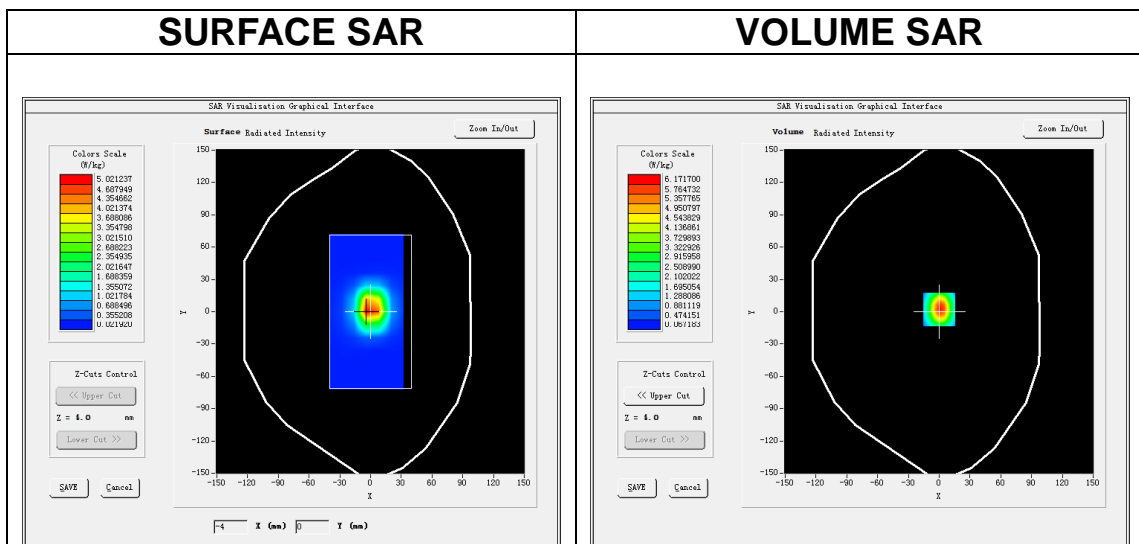 SURFACE SAR
VOLUME SAR
SAR Visualisation Graphical Interface
Surface Radiated Intensity
Zoom In/Out
Colors Scale
(W/kg)
5.021237
4.687949
4.354662
4.021374
3.688086
3.354798
3.021510
2.688223
2.354935
2.021647
1.688359
1.355072
1.021784
0.688496
0.355208
0.021920
150
120
90
60
30
0
-30
-60
-90
-120
-150
Y
-150 -120 -90 -60 -30 0 30 60 90 120 150
X
Z-Cuts Control
<< Upper Cut
Z = 4.0 mm
Lower Cut >>
SAVE Cancel
-4 X (mm) 0 Y (mm)
SAR Visualisation Graphical Interface
Volume Radiated Intensity
Zoom In/Out
Colors Scale
(W/kg)
6.171700
5.764732
5.357765
4.950797
4.543829
4.136861
3.729893
3.322926
2.915958
2.508990
2.102022
1.695054
1.288086
0.881119
0.474151
0.067183
150
120
90
60
30
0
-30
-60
-90
-120
-150
Y
-150 -120 -90 -60 -30 0 30 60 90 120 150
X
Z-Cuts Control
<< Upper Cut
Z = 4.0 mm
Lower Cut >>
SAVE Cancel